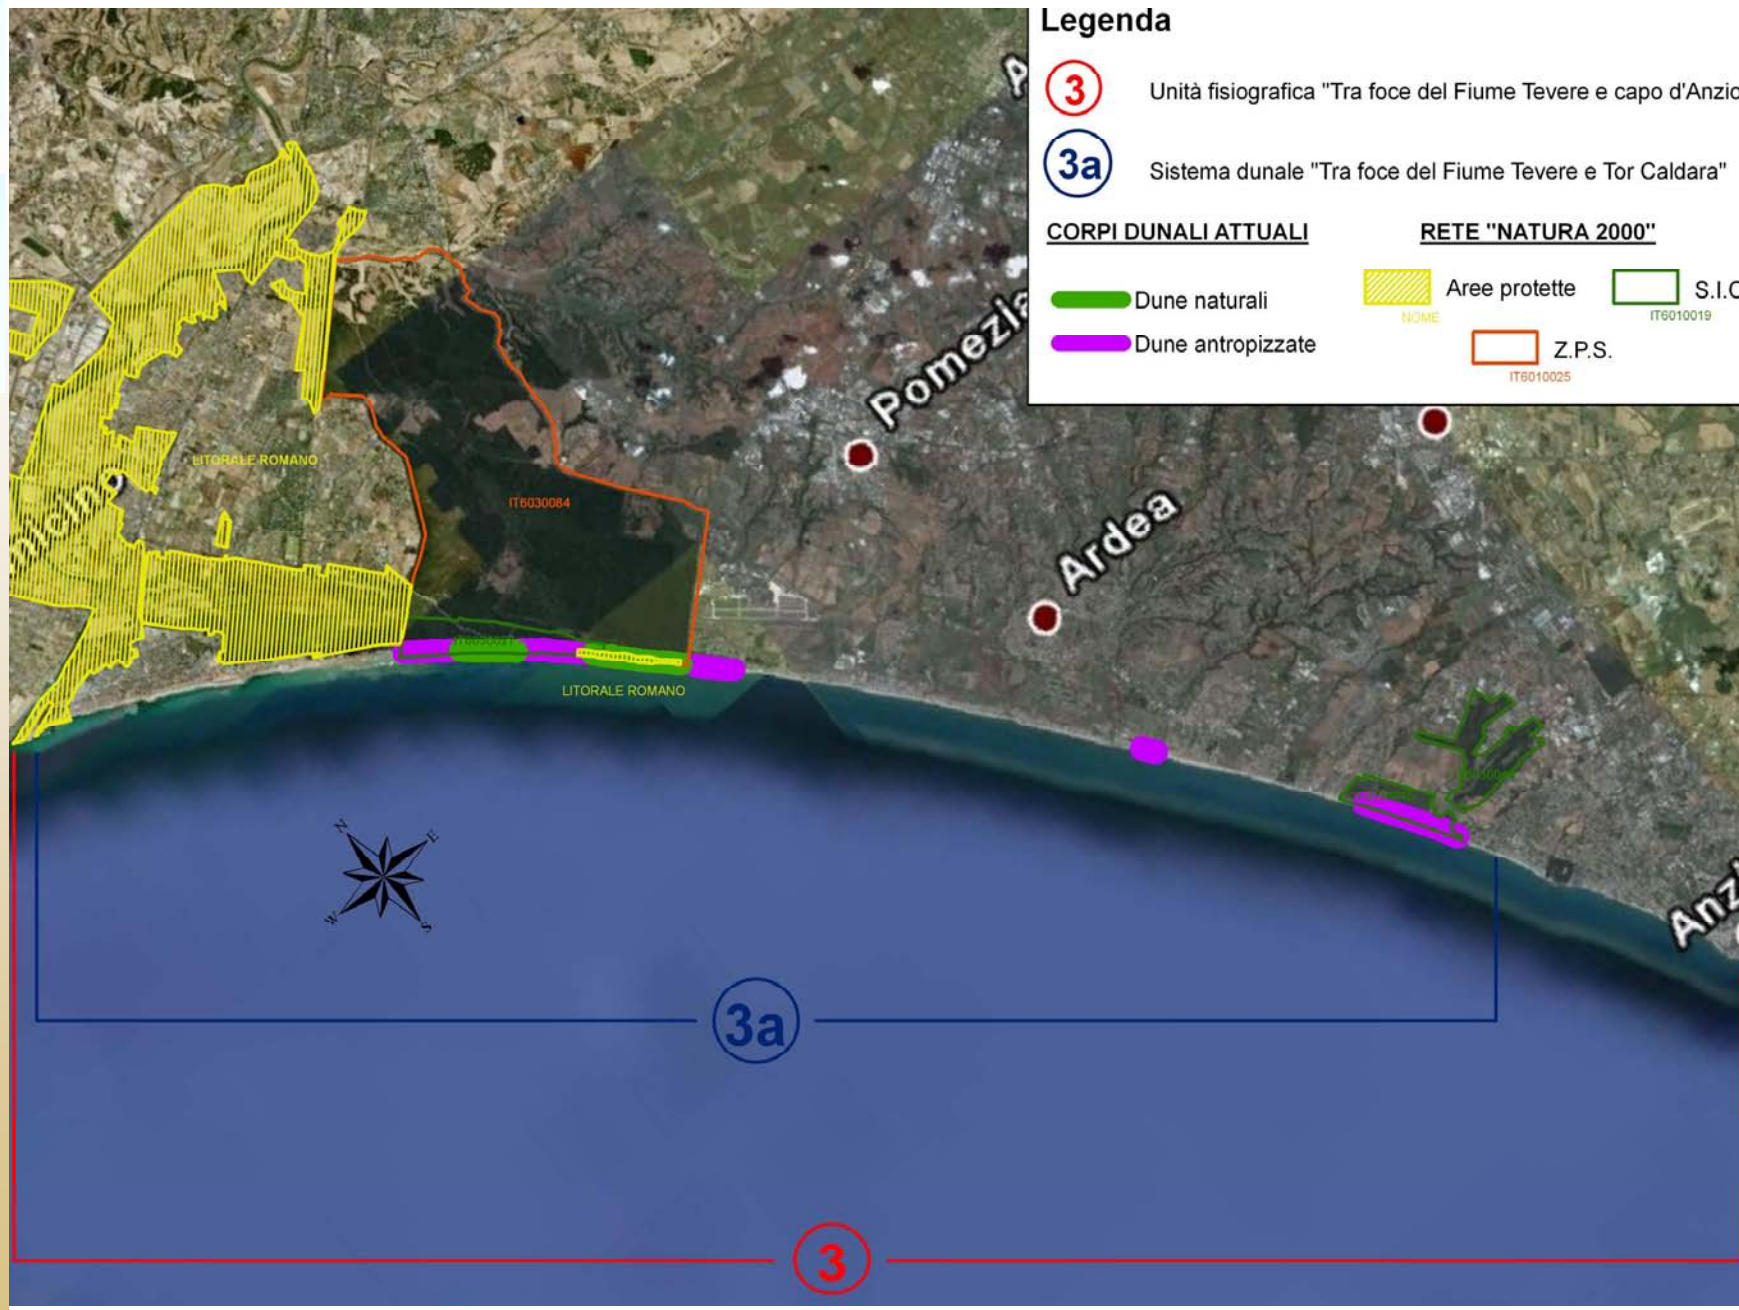 Legenda
3
Unità fisiografica "Tra foce del Fiume Tevere e capo d'Anzio
3a
Sistema dunale "Tra foce del Fiume Tevere e Tor Caldara"
CORPI DUNALI ATTUALI
RETE "NATURA 2000"
Dune naturali
Aree protette
S.I.C
NOME
IT6010019
Dune antropizzate
Z.P.S.
IT6010025
A
Pomezia
LITORALE ROMANO
micino
IT6030084
Ardea
LITORALE ROMANO
N
E
W
S
Anzi
3a
3